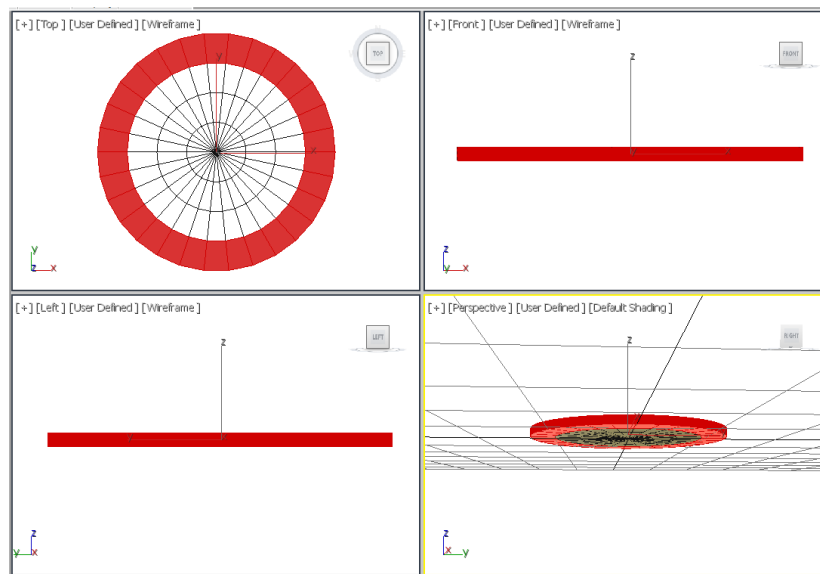 [+] [Top] [User Defined] [Wireframe]
TOP
y
x
y
z x
[+] [Front] [User Defined] [Wireframe]
FRONT
z
x
z
y x
[+] [Left] [User Defined] [Wireframe]
LEFT
z
y
z
y x
[+] [Perspective] [User Defined] [Default Shading]
RIGHT
z
z
x y